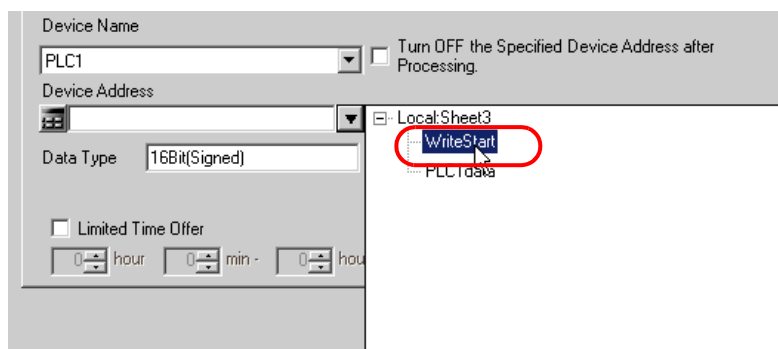 Device Name
PLC1
Turn OFF the Specified Device Address after
Processing.
Device Address
Local:Sheet3
WriteStart
Data Type 16Bit(Signed)
PLC1data
Limited Time Offer
0 hour 0 min - 0 hou